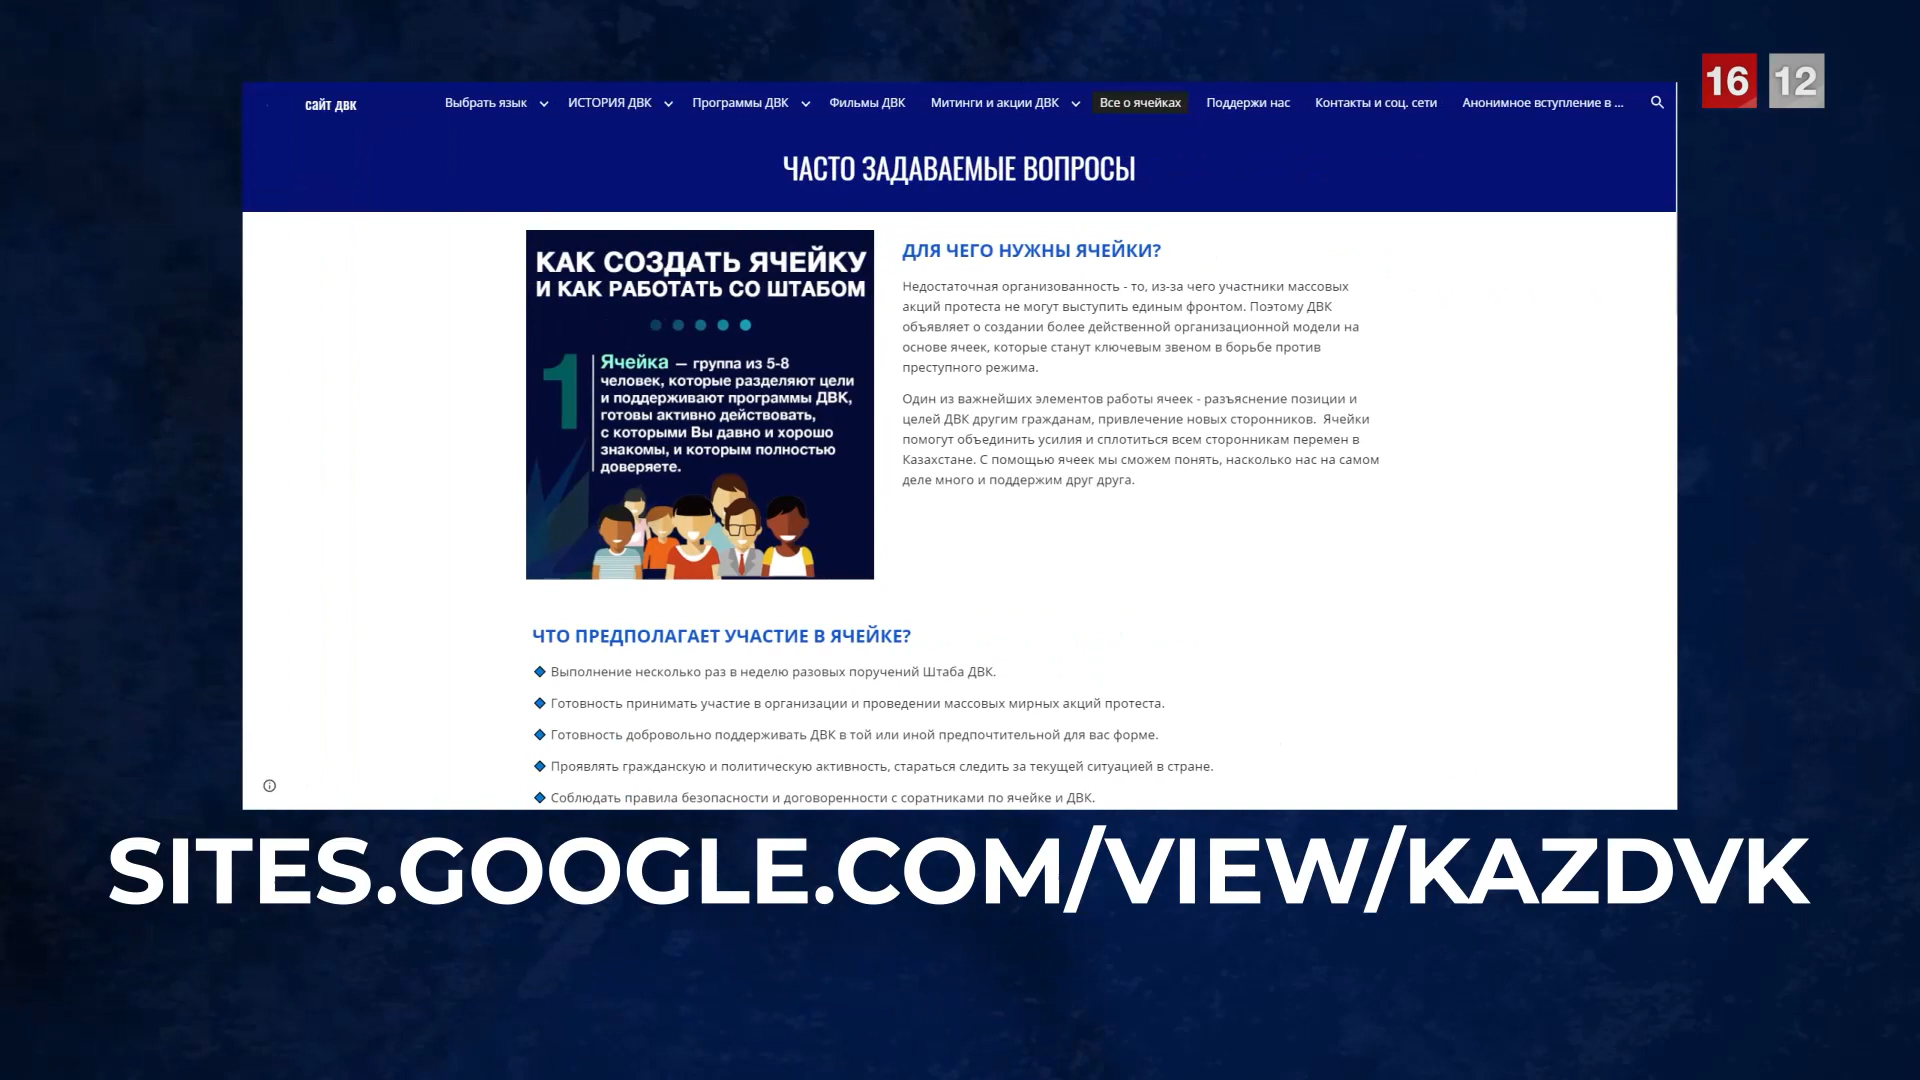 16 12
сайт двк
Выбрать язык
ИСТОРИЯ ДВК
Программы ДВК
Фильмы ДВК
Митинги и акции ДВК
Все о ячейках
Поддержи нас
Контакты и соц. сети
Анонимное вступление в ...
ЧАСТО ЗАДАВАЕМЫЕ ВОПРОСЫ
КАК СОЗДАТЬ ЯЧЕЙКУ
И КАК РАБОТАТЬ СО ШТАБОМ
1
Ячейка — группа из 5-8
человек, которые разделяют цели
и поддерживают программы ДВК,
готовы активно действовать,
с которыми Вы давно и хорошо
знакомы, и которым полностью
доверяете.
ДЛЯ ЧЕГО НУЖНЫ ЯЧЕЙКИ?
Недостаточная организованность - то, из-за чего участники массовых
акций протеста не могут выступить единым фронтом. Поэтому ДВК
объявляет о создании более действенной организационной модели на
основе ячеек, которые станут ключевым звеном в борьбе против
преступного режима.
Один из важнейших элементов работы ячеек - разъяснение позиции и
целей ДВК другим гражданам, привлечение новых сторонников. Ячейки
помогут объединить усилия и сплотиться всем сторонникам перемен в
Казахстане. С помощью ячеек мы сможем понять, насколько нас на самом
деле много и поддержим друг друга.
ЧТО ПРЕДПОЛАГАЕТ УЧАСТИЕ В ЯЧЕЙКЕ?
Выполнение несколько раз в неделю разовых поручений Штаба ДВК.
Готовность принимать участие в организации и проведении массовых мирных акций протеста.
Готовность добровольно поддерживать ДВК в той или иной предпочтительной для вас форме.
Проявлять гражданскую и политическую активность, стараться следить за текущей ситуацией в стране.
Соблюдать правила безопасности и договоренности с соратниками по ячейке и ДВК.
SITES.GOOGLE.COM/VIEW/KAZDVK